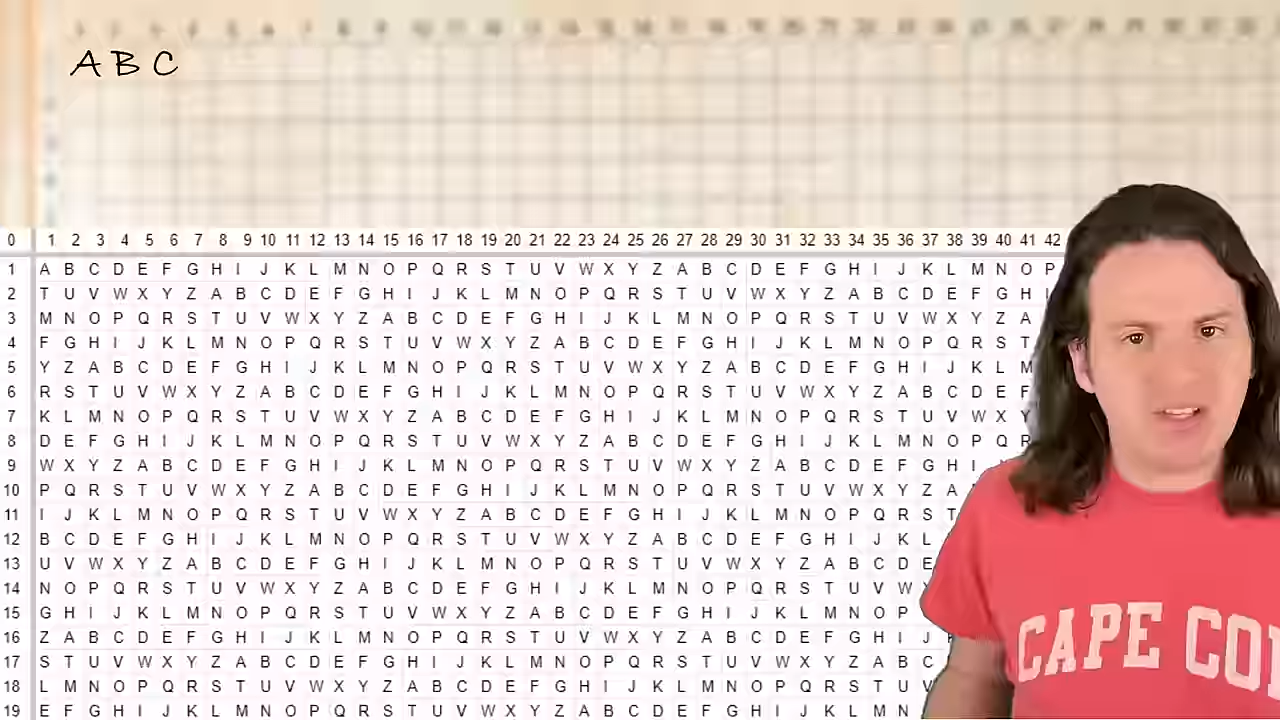 A B C
0 1 2 3 4 5 6 7 8 9 10 11 12 13 14 15 16 17 18 19 20 21 22 23 24 25 26 27 28 29 30 31 32 33 34 35 36 37 38 39 40 41 42
1 A B C D E F G H I J K L M N O P Q R S T U V W X Y Z A B C D E F G H I J K L M N O P
2 T U V W X Y Z A B C D E F G H I J K L M N O P Q R S T U V W X Y Z A B C D E F G H I
3 M N O P Q R S T U V W X Y Z A B C D E F G H I J K L M N O P Q R S T U V W X Y Z A
4 F G H I J K L M N O P Q R S T U V W X Y Z A B C D E F G H I J K L M N O P Q R S T
5 Y Z A B C D E F G H I J K L M N O P Q R S T U V W X Y Z A B C D E F G H I J K L M
6 R S T U V W X Y Z A B C D E F G H I J K L M N O P Q R S T U V W X Y Z A B C D E F
7 K L M N O P Q R S T U V W X Y Z A B C D E F G H I J K L M N O P Q R S T U V W X Y
8 D E F G H I J K L M N O P Q R S T U V W X Y Z A B C D E F G H I J K L M N O P Q R
9 W X Y Z A B C D E F G H I J K L M N O P Q R S T U V W X Y Z A B C D E F G H I
10 P Q R S T U V W X Y Z A B C D E F G H I J K L M N O P Q R S T U V W X Y Z A
11 I J K L M N O P Q R S T U V W X Y Z A B C D E F G H I J K L M N O P Q R S T
12 B C D E F G H I J K L M N O P Q R S T U V W X Y Z A B C D E F G H I J K L
13 U V W X Y Z A B C D E F G H I J K L M N O P Q R S T U V W X Y Z A B C D E
14 N O P Q R S T U V W X Y Z A B C D E F G H I J K L M N O P Q R S T U V W X
15 G H I J K L M N O P Q R S T U V W X Y Z A B C D E F G H I J K L M N O P
16 Z A B C D E F G H I J K L M N O P Q R S T U V W X Y Z A B C D E F G H I J
17 S T U V W X Y Z A B C D E F G H I J K L M N O P Q R S T U V W X Y Z A B C
18 L M N O P Q R S T U V W X Y Z A B C D E F G H I J K L M N O P Q R S T U V
19 E F G H I J K L M N O P Q R S T U V W X Y Z A B C D E F G H I J K L M N
CAPE COD